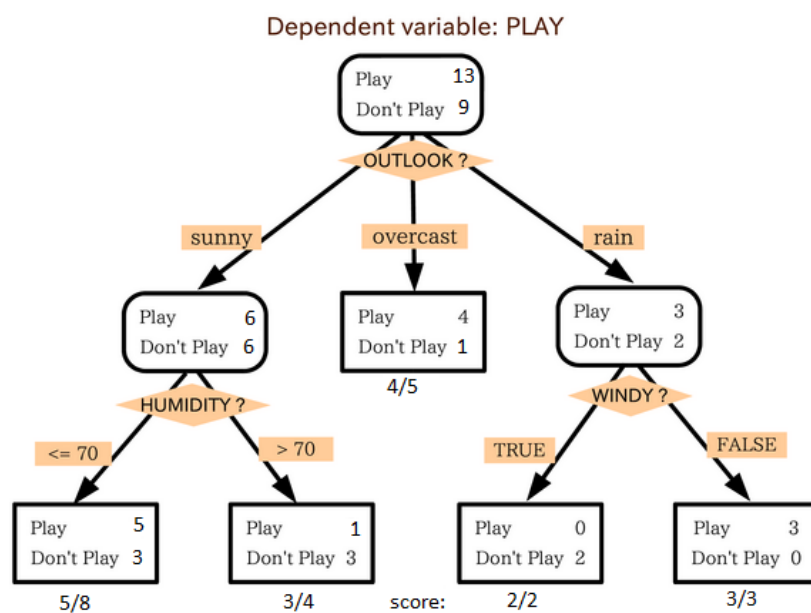 Dependent variable: PLAY
Play 13
Don't Play 9
OUTLOOK ?
sunny
overcast
rain
Play 6
Don't Play 6
Play 4
Don't Play 1
4/5
Play 3
Don't Play 2
HUMIDITY ?
WINDY ?
<= 70
> 70
TRUE
FALSE
Play 5
Don't Play 3
Play 1
Don't Play 3
Play 0
Don't Play 2
Play 3
Don't Play 0
5/8
3/4
score:
2/2
3/3